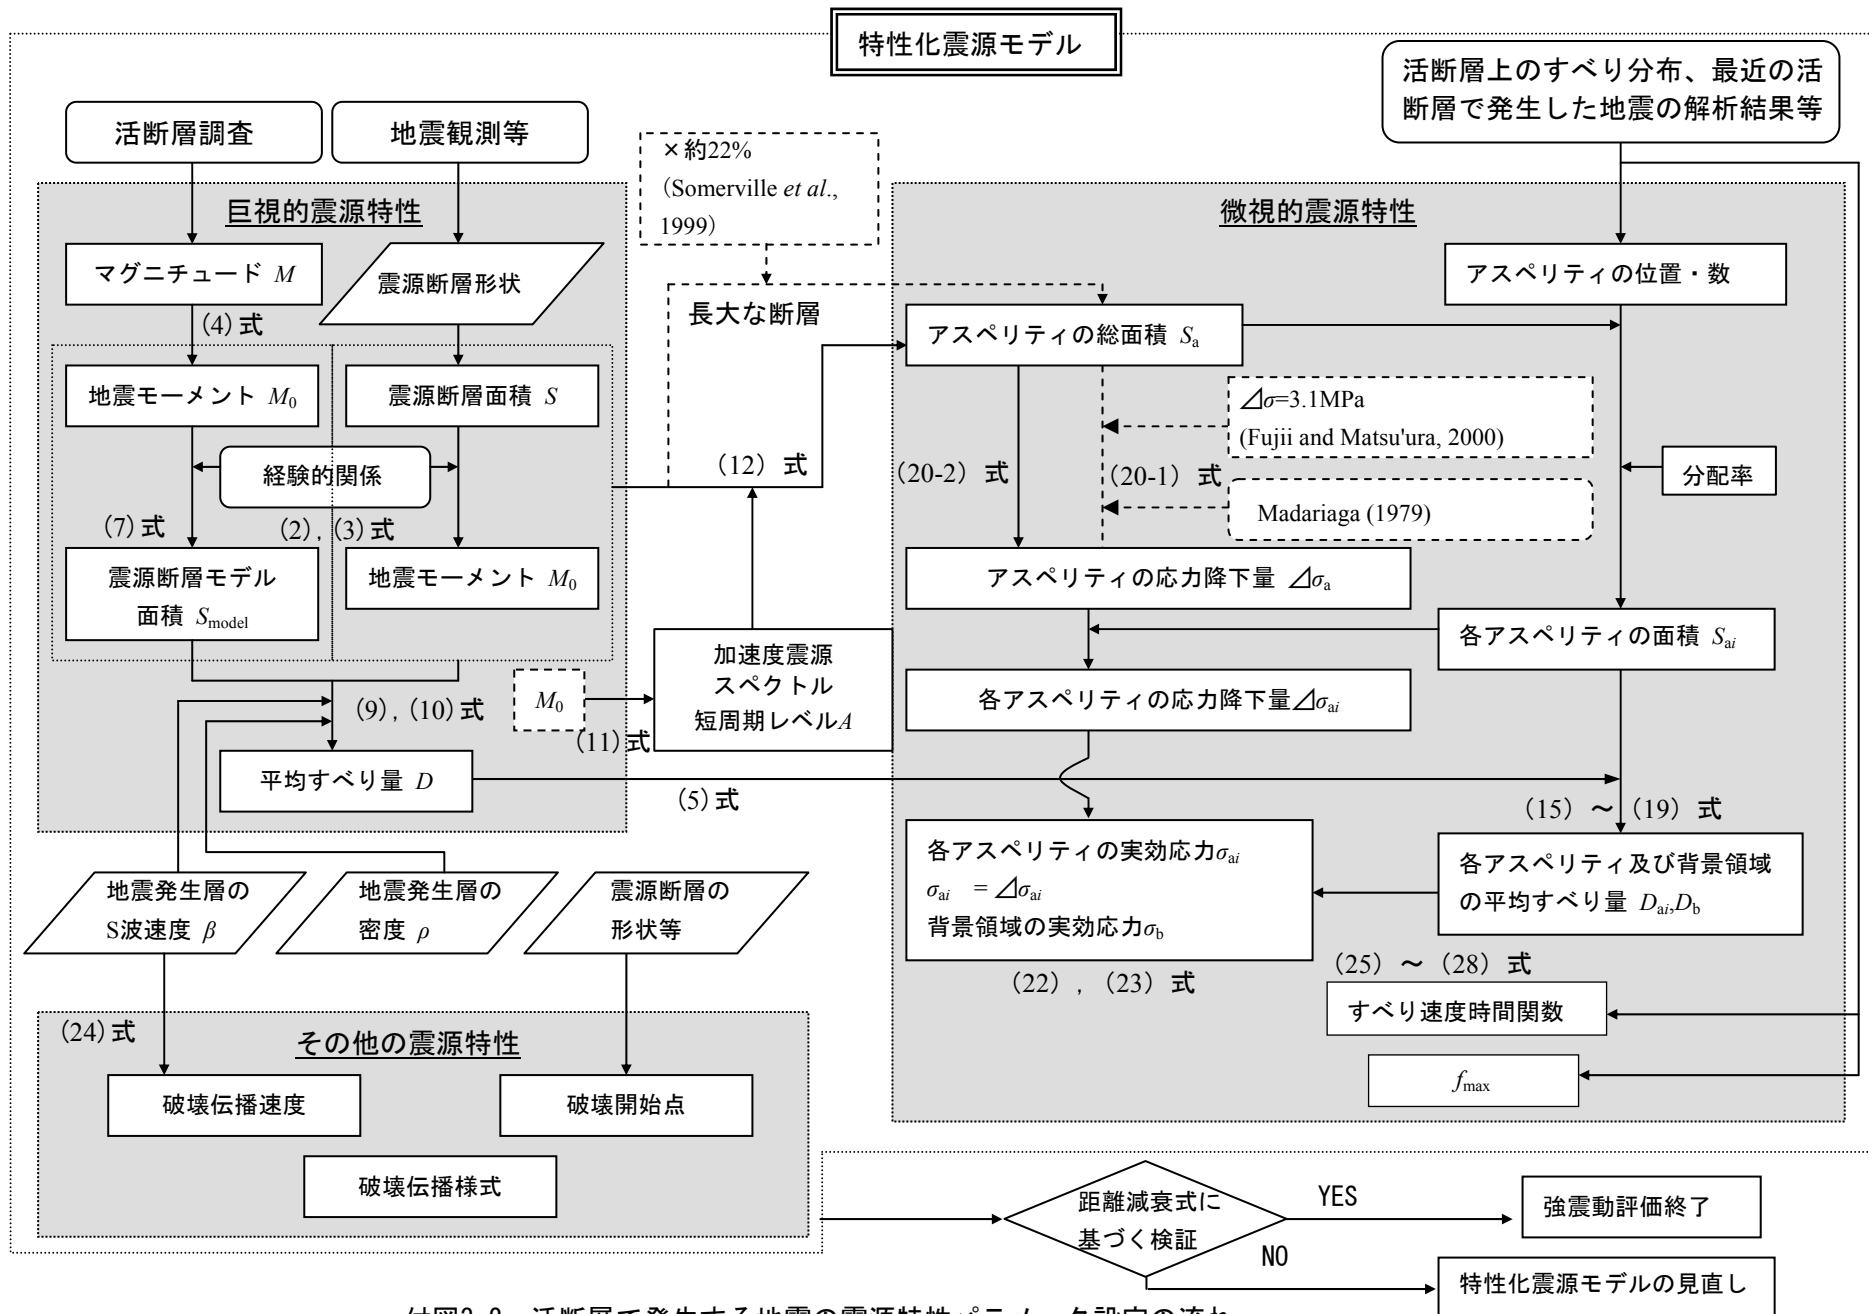 特性化震源モデル
活断層上のすべり分布、最近の活
断層で発生した地震の解析結果等
活断層調査
地震観測等
×約22%
(Somerville et al.,
1999)
巨視的震源特性
微視的震源特性
マグニチュード M
震源断層形状
アスペリティの位置・数
(4)式
長大な断層
アスペリティの総面積 Sa
地震モーメント M0
震源断層面積 S
⊿σ=3.1MPa
(Fujii and Matsu'ura, 2000)
経験的関係
(12) 式
(20-2) 式
(20-1) 式
分配率
(7)式
(2), (3)式
Madariaga (1979)
震源断層モデル
面積 Smodel
地震モーメント M0
アスペリティの応力降下量 ⊿σa
各アスペリティの面積 Sai
加速度震源
スペクトル
短周期レベルA
M0
(9), (10)式
(11)式
各アスペリティの応力降下量⊿σai
平均すべり量 D
(5)式
(15) ～ (19) 式
各アスペリティの実効応力σai
σai = ⊿σai
背景領域の実効応力σb
各アスペリティ及び背景領域
の平均すべり量 Dai,Db
地震発生層の
S波速度 β
地震発生層の
密度 ρ
震源断層の
形状等
(22) , (23) 式
(25) ～ (28) 式
すべり速度時間関数
(24)式
その他の震源特性
fmax
破壊伝播速度
破壊開始点
破壊伝播様式
距離減衰式に
基づく検証
YES
強震動評価終了
NO
特性化震源モデルの見直し